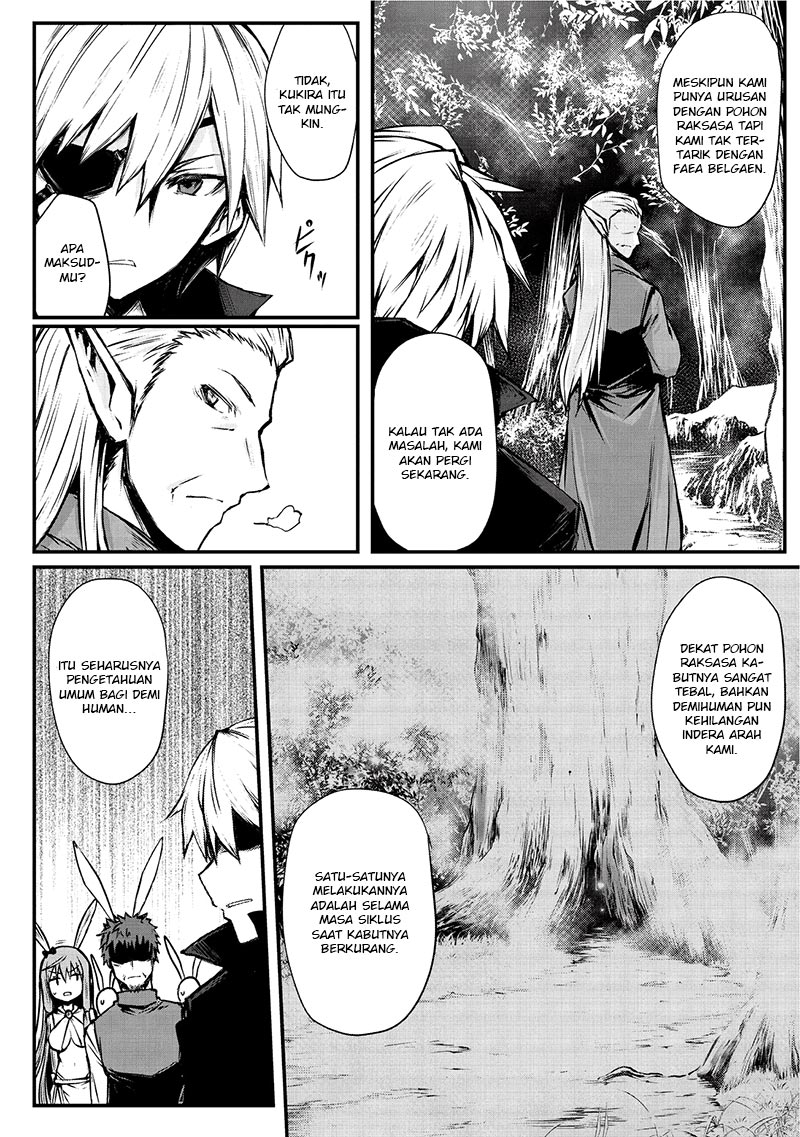 MESKIPUN KAMI
PUNYA URUSAN
DENGAN POHON
RAKSASA TAPI
KAMI TAK TER-
TARIK DENGAN
FAEA BELGAEN.
KALAU TAK ADA
MASALAH, KAMI
AKAN PERGI
SEKARANG.
TIDAK,
KUKIRA ITU
TAK MUNG-
KIN.
ピクッ
APA
MAKSUD-
MU?
DEKAT POHON
RAKSASA KA-
BUTNYA SANGAT
TEBAL, BAHKAN
DEMIHUMAN PUN
KEHILANGAN
INDERA ARAH
KAMI.
SATU-SATUNYA
MELAKUKANNYA
ADALAH SELAMA
MASA SIKLUS
SAAT KABUTNYA
BERKURANG.
ITU SEHARUSNYA
PENGETAHUAN
UMUM BAGI DEMI
HUMAN...